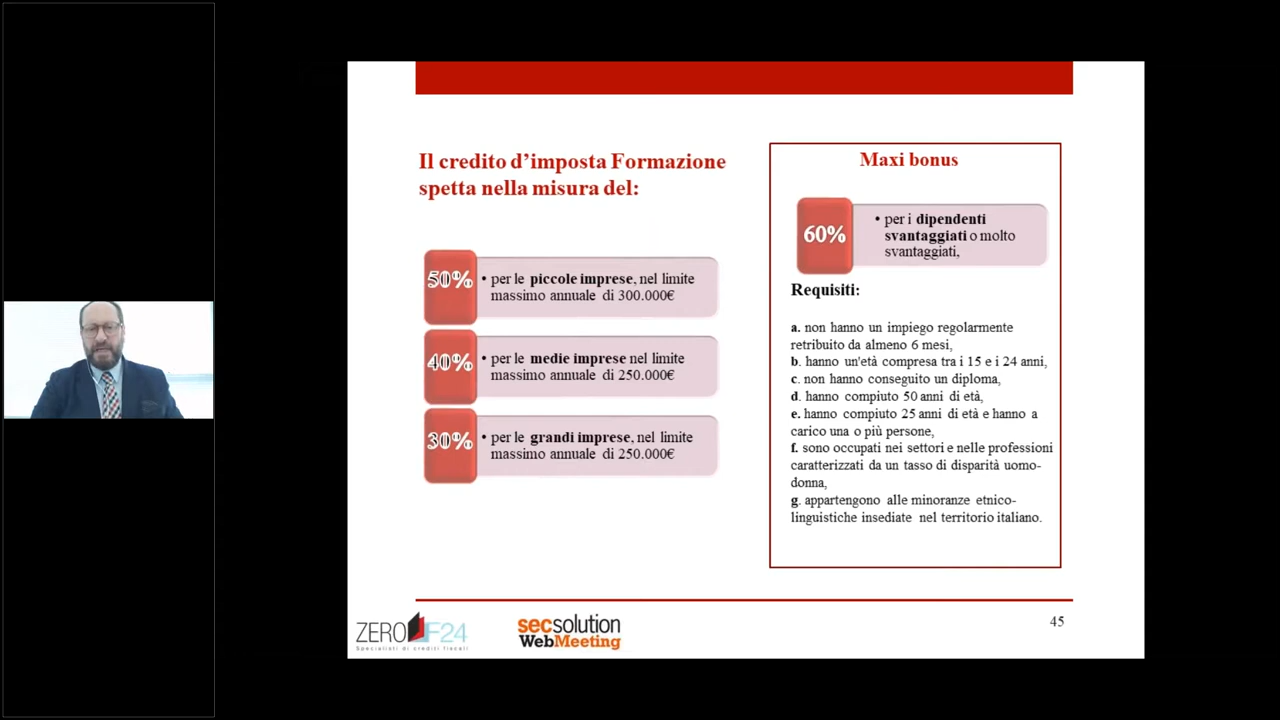 Il credito d’imposta Formazione
spetta nella misura del:
50%
• per le piccole imprese, nel limite
massimo annuale di 300.000€
40%
• per le medie imprese nel limite
massimo annuale di 250.000€
30%
• per le grandi imprese, nel limite
massimo annuale di 250.000€
Maxi bonus
60%
• per i dipendenti
svantaggiati o molto
svantaggiati,
Requisiti:
a. non hanno un impiego regolarmente
retribuito da almeno 6 mesi,
b. hanno un'età compresa tra i 15 e i 24 anni,
c. non hanno conseguito un diploma,
d. hanno compiuto 50 anni di età,
e. hanno compiuto 25 anni di età e hanno a
carico una o più persone,
f. sono occupati nei settori e nelle professioni
caratterizzati da un tasso di disparità uomo-
donna,
g. appartengono alle minoranze etnico-
linguistiche insediate nel territorio italiano.
ZERO F24
Specialisti di crediti fiscali
secsolution
WebMeeting
45